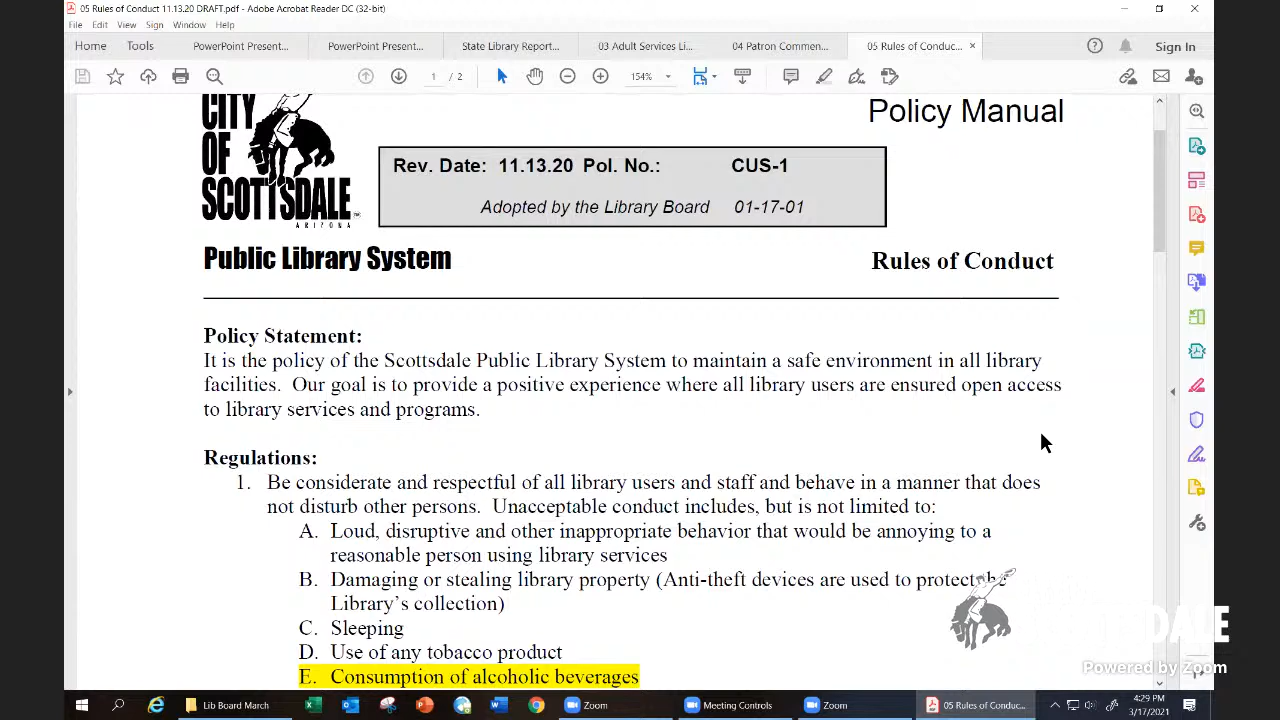 05 Rules of Conduct 11.13.20 DRAFT.pdf - Adobe Acrobat Reader DC (32-bit)
File Edit View Sign Window Help
Home Tools PowerPoint Present... PowerPoint Present... State Library Report... 03 Adult Services Li... 04 Patron Commen... 05 Rules of Conduc... × Sign In
1 / 2 154%
CITY
OF
SCOTTSDALE
ARIZONA
Policy Manual
Rev. Date: 11.13.20 Pol. No.: CUS-1
Adopted by the Library Board 01-17-01
Public Library System Rules of Conduct
Policy Statement:
It is the policy of the Scottsdale Public Library System to maintain a safe environment in all library
facilities. Our goal is to provide a positive experience where all library users are ensured open access
to library services and programs.
Regulations:
1. Be considerate and respectful of all library users and staff and behave in a manner that does
not disturb other persons. Unacceptable conduct includes, but is not limited to:
A. Loud, disruptive and other inappropriate behavior that would be annoying to a
reasonable person using library services
B. Damaging or stealing library property (Anti-theft devices are used to protect the
Library's collection)
C. Sleeping
D. Use of any tobacco product
E. Consumption of alcoholic beverages
Powered by Zoom
Lib Board March Zoom Meeting Controls Zoom 05 Rules of Conduc...
4:29 PM
3/17/2021